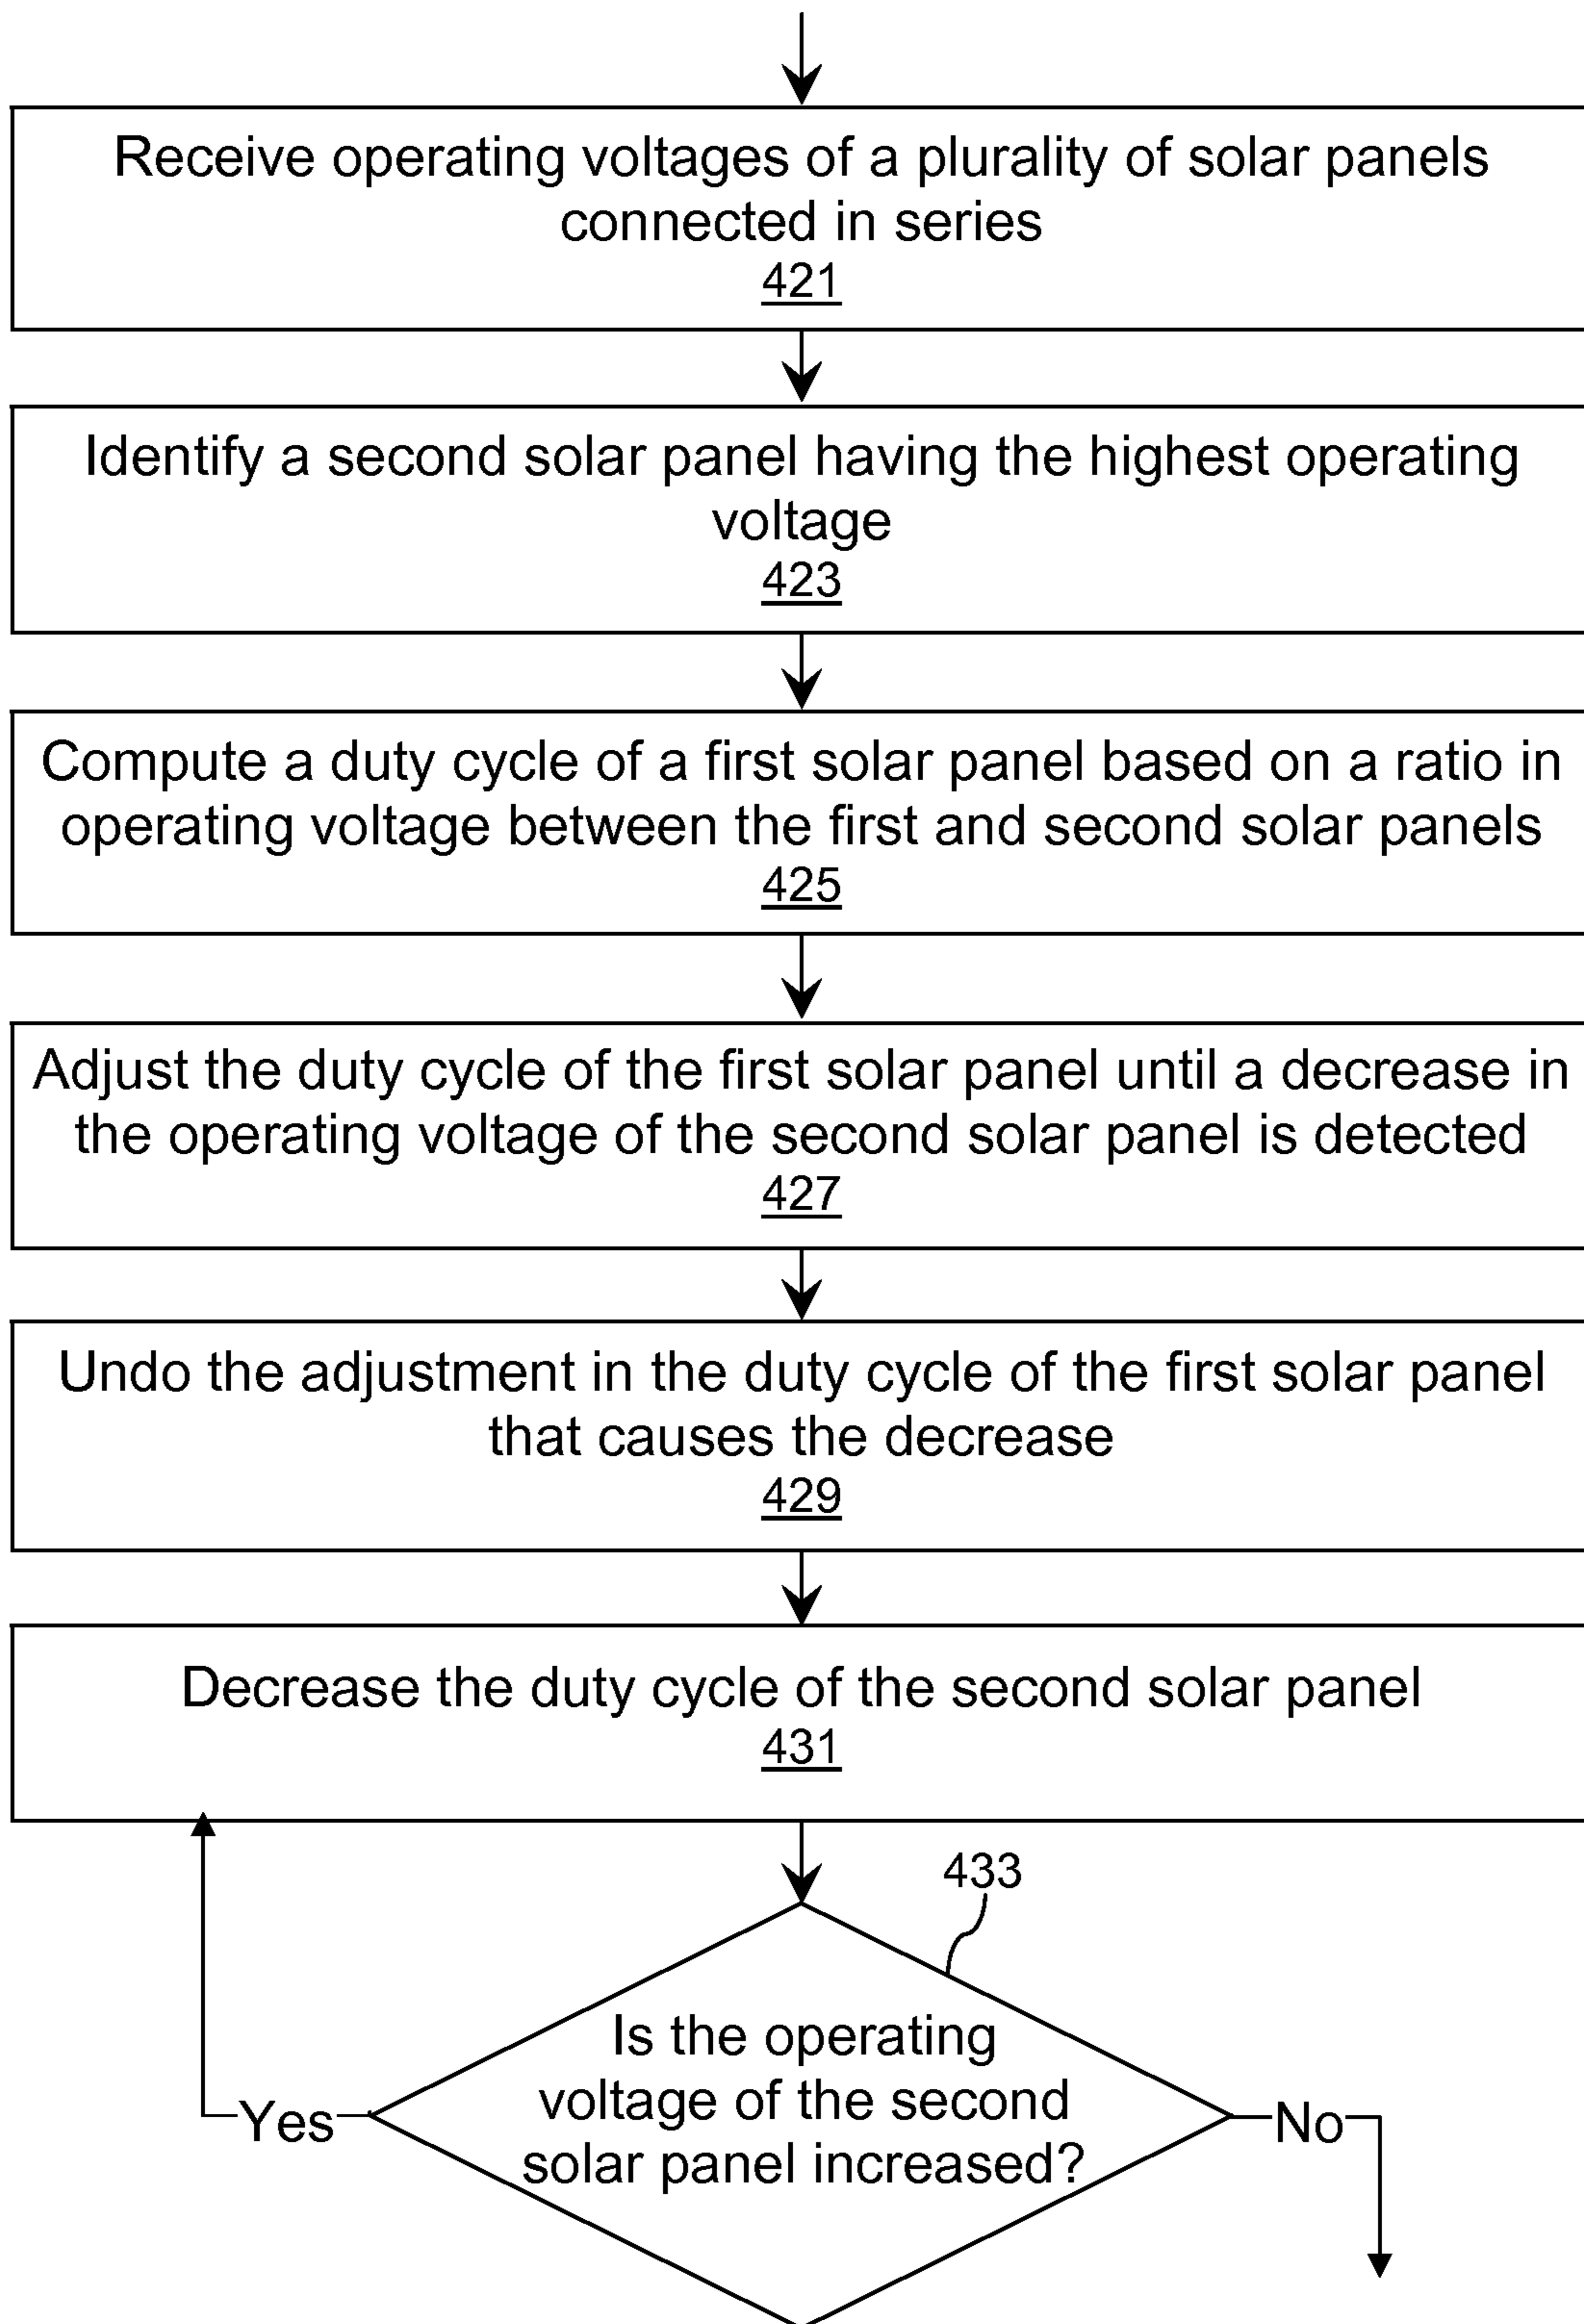 Receive operating voltages of a plurality of solar panels
connected in series
421
Identify a second solar panel having the highest operating
voltage
423
Compute a duty cycle of a first solar panel based on a ratio in
operating voltage between the first and second solar panels
425
Adjust the duty cycle of the first solar panel until a decrease in
the operating voltage of the second solar panel is detected
427
Undo the adjustment in the duty cycle of the first solar panel
that causes the decrease
429
Decrease the duty cycle of the second solar panel
431
433
Is the operating
voltage of the second
solar panel increased?
Yes
No